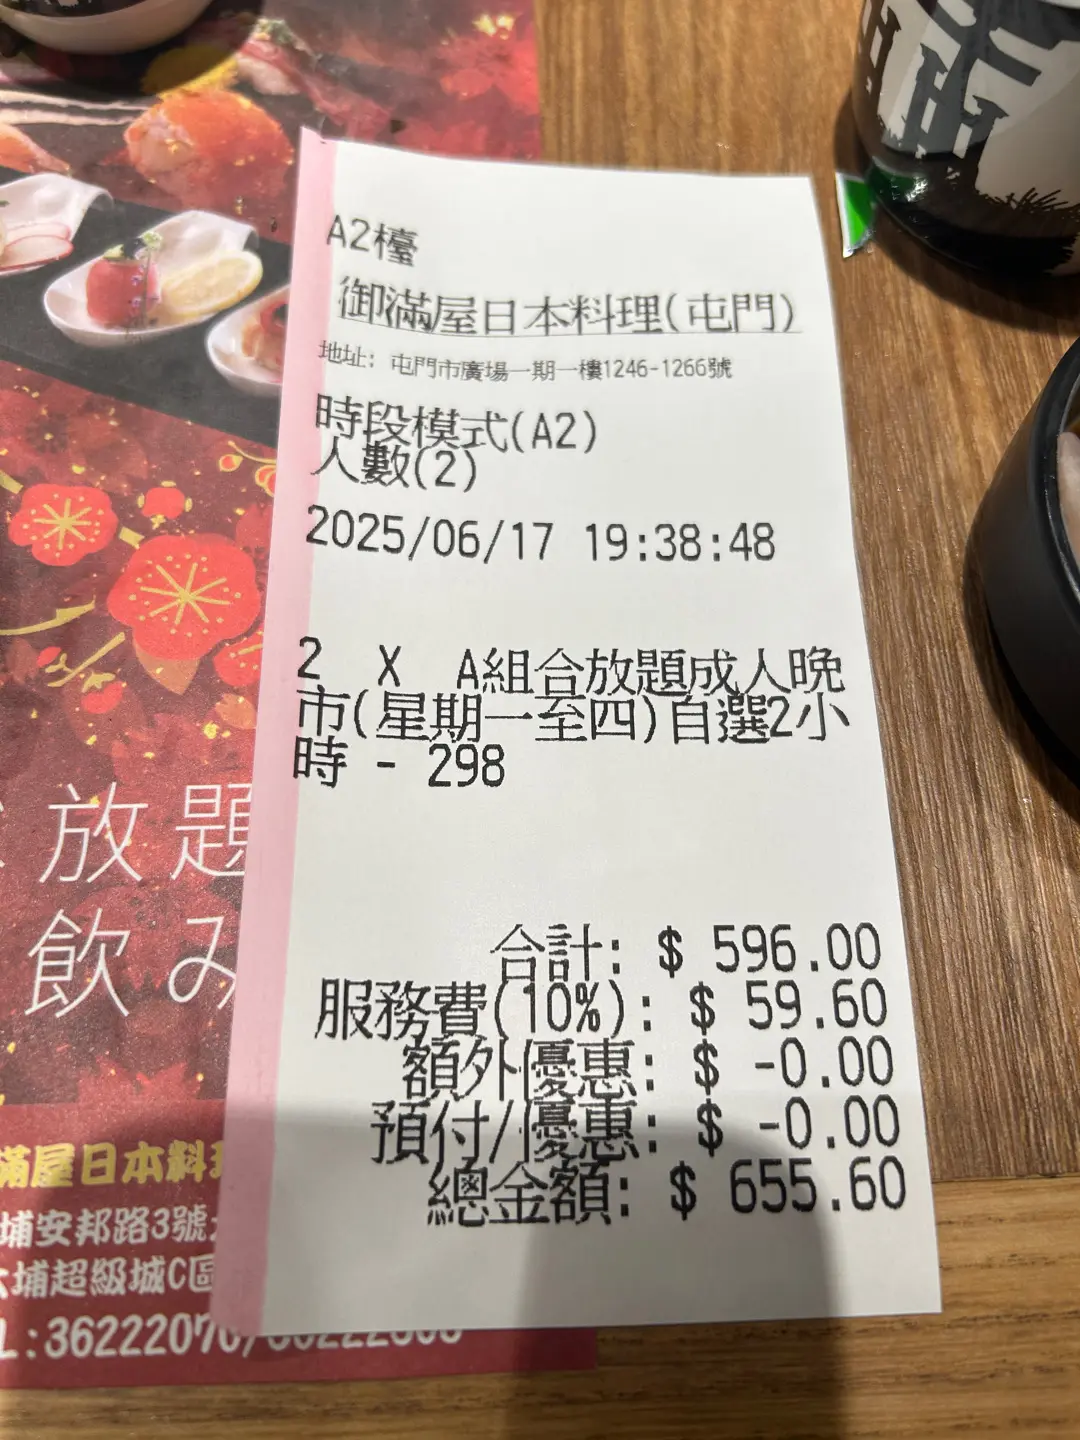 A2檯
御滿屋日本料理(屯門)
地址: 屯門市廣場一期一樓1246-1266號
時段模式(A2)
人數(2)
2025/06/17 19:38:48
2 X A組合放題成人晚
市(星期一至四)自選2小
時 - 298
合計: $ 596.00
服務費(10%): $ 59.60
額外優惠: $ -0.00
預付/優惠: $ -0.00
總金額: $ 655.60
放題
飲み
滿屋日本料理
埔安邦路3號
埔超級城C區
L:36222070/